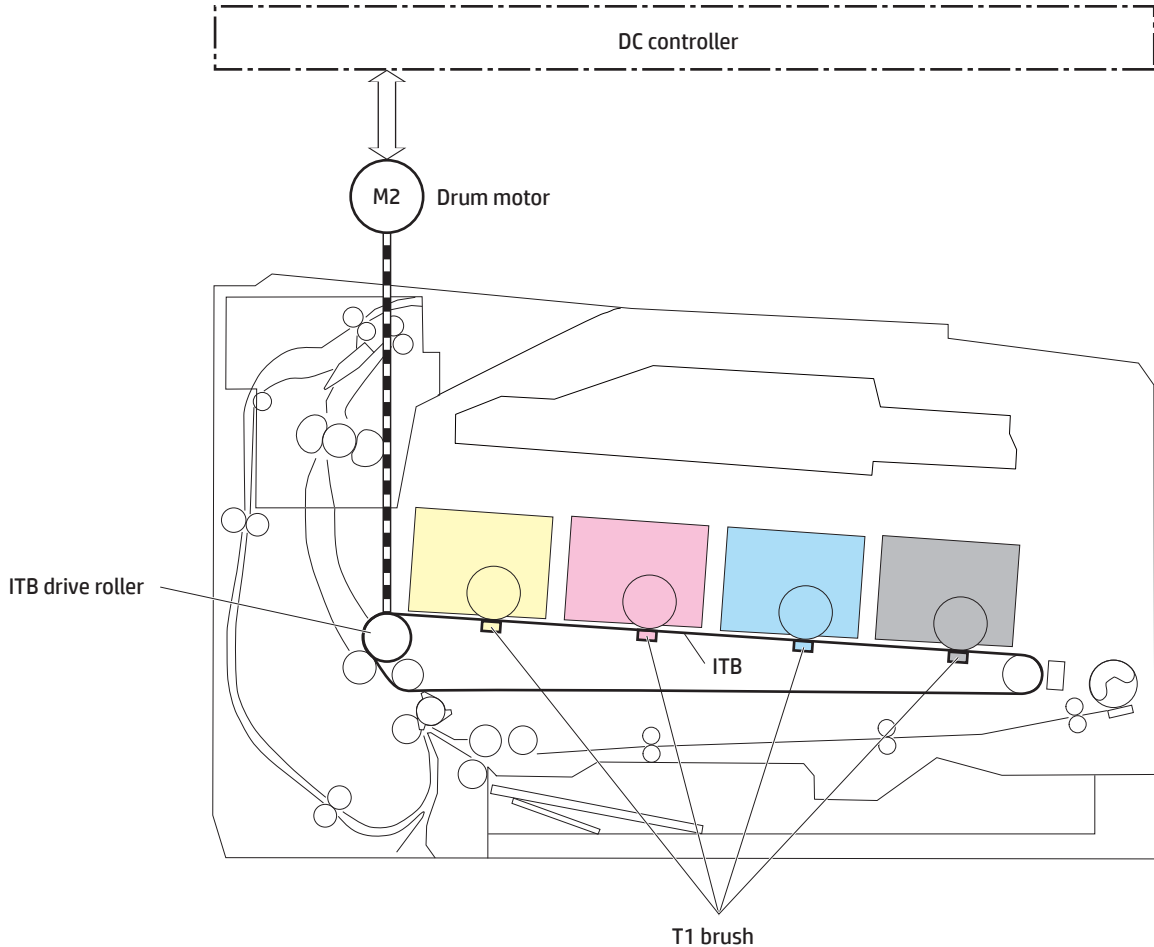 DC controller
M2
Drum motor
ITB drive roller
ITB
T1 brush